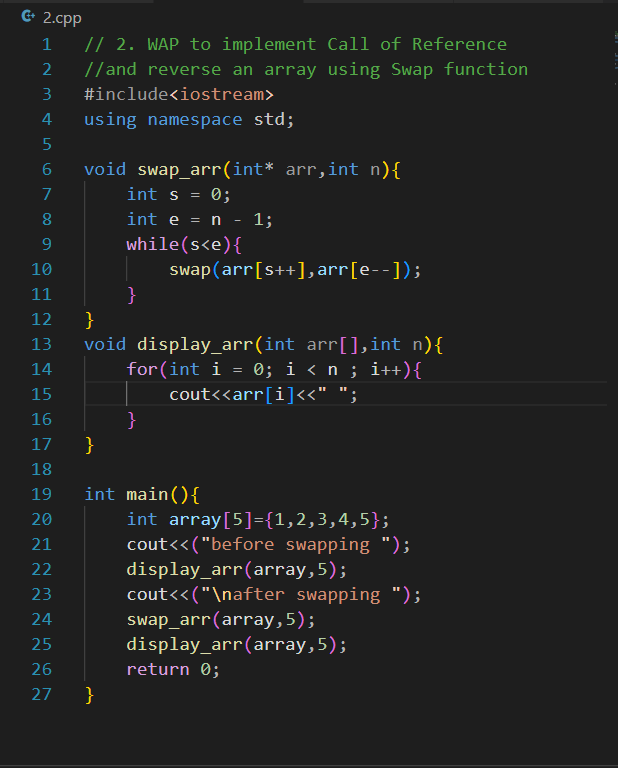 2.cpp
1 // 2. WAP to implement Call of Reference
2 //and reverse an array using Swap function
3 #include<iostream>
4 using namespace std;
5
6 void swap_arr(int* arr,int n){
7     int s = 0;
8     int e = n - 1;
9     while(s<e){
10         swap(arr[s++],arr[e--]);
11     }
12 }
13 void display_arr(int arr[],int n){
14     for(int i = 0; i < n ; i++){
15         cout<<arr[i]<<" ";
16     }
17 }
18
19 int main(){
20     int array[5]={1,2,3,4,5};
21     cout<<("before swapping ");
22     display_arr(array,5);
23     cout<<("\nafter swapping ");
24     swap_arr(array,5);
25     display_arr(array,5);
26     return 0;
27 }